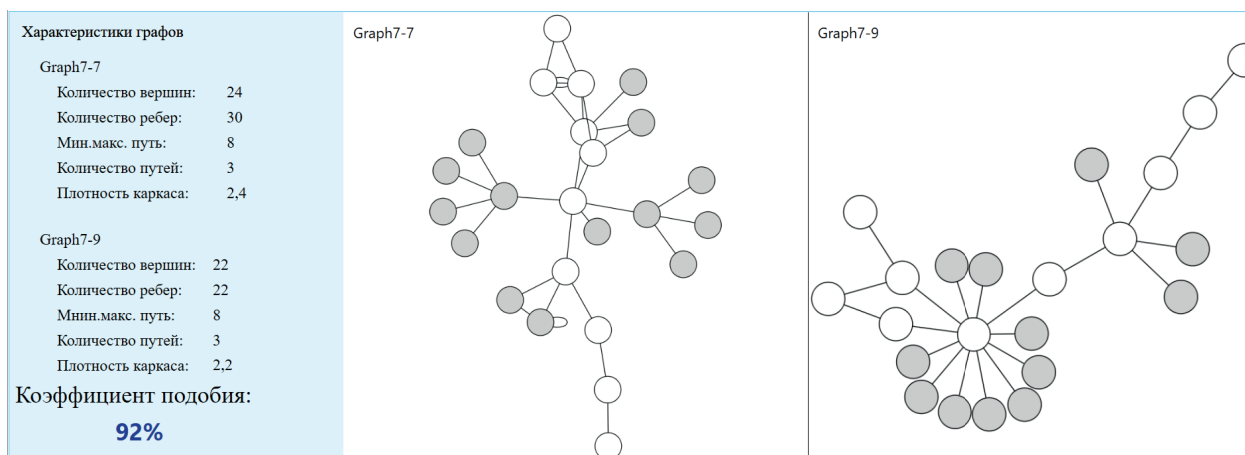 Характеристики графов
Graph7-7
Количество вершин: 24
Количество ребер: 30
Мин.макс. путь: 8
Количество путей: 3
Плотность каркаса: 2,4
Graph7-9
Количество вершин: 22
Количество ребер: 22
Мнин.макс. путь: 8
Количество путей: 3
Плотность каркаса: 2,2
Коэффициент подобия:
92%
Graph7-7
Graph7-9